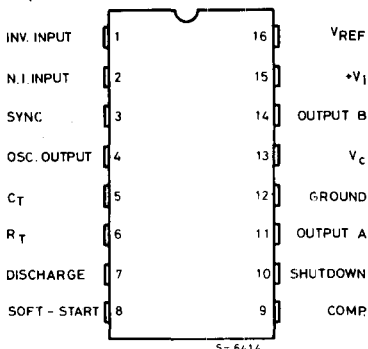 INV. INPUT 1 16 VREF
N.I. INPUT 2 15 +Vi
SYNC 3 14 OUTPUT B
OSC. OUTPUT 4 13 Vc
CT 5 12 GROUND
RT 6 11 OUTPUT A
DISCHARGE 7 10 SHUTDOWN
SOFT - START 8 9 COMP.
S-6414